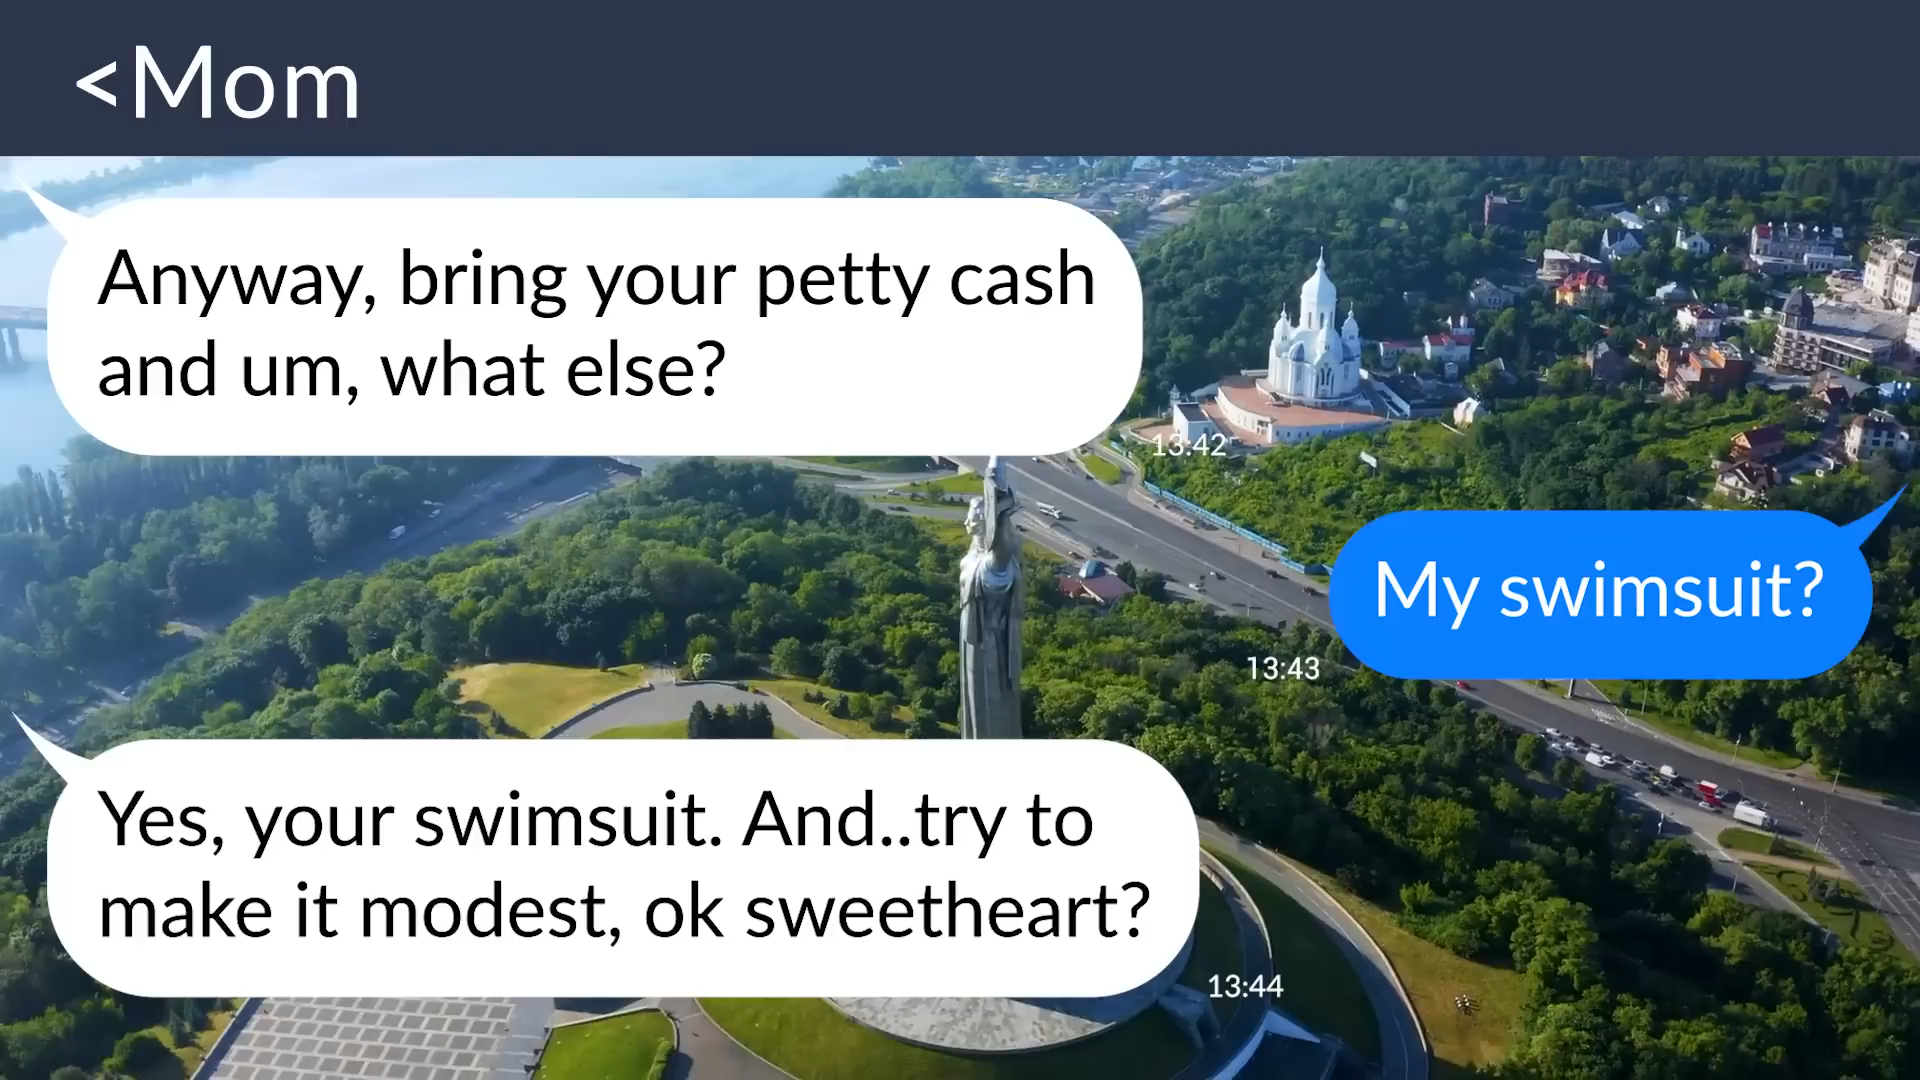 <Mom
Anyway, bring your petty cash
and um, what else?
13:42
My swimsuit?
13:43
Yes, your swimsuit. And..try to
make it modest, ok sweetheart?
13:44